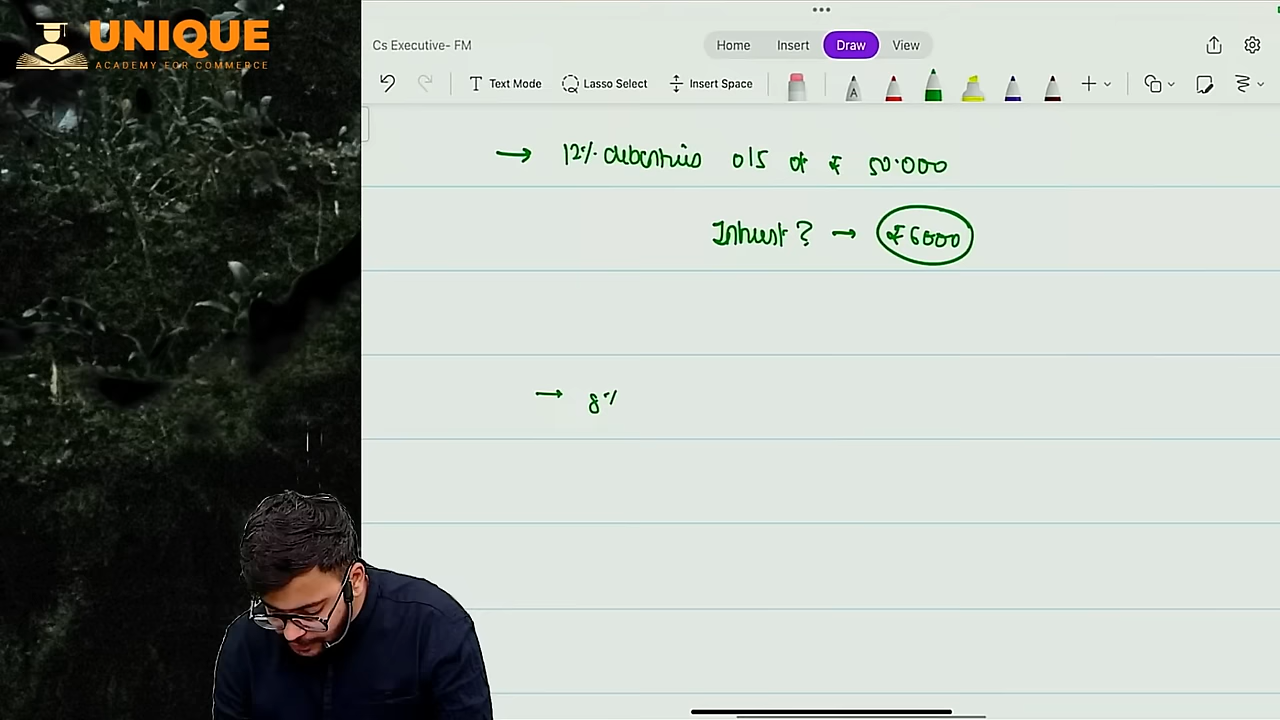 UNIQUE
ACADEMY FOR COMMERCE
Cs Executive- FM
Home Insert Draw View
Text Mode Lasso Select Insert Space
A
→ 12% debentures o/s of ₹ 50.000
Interest? → ₹6000
→ 8%